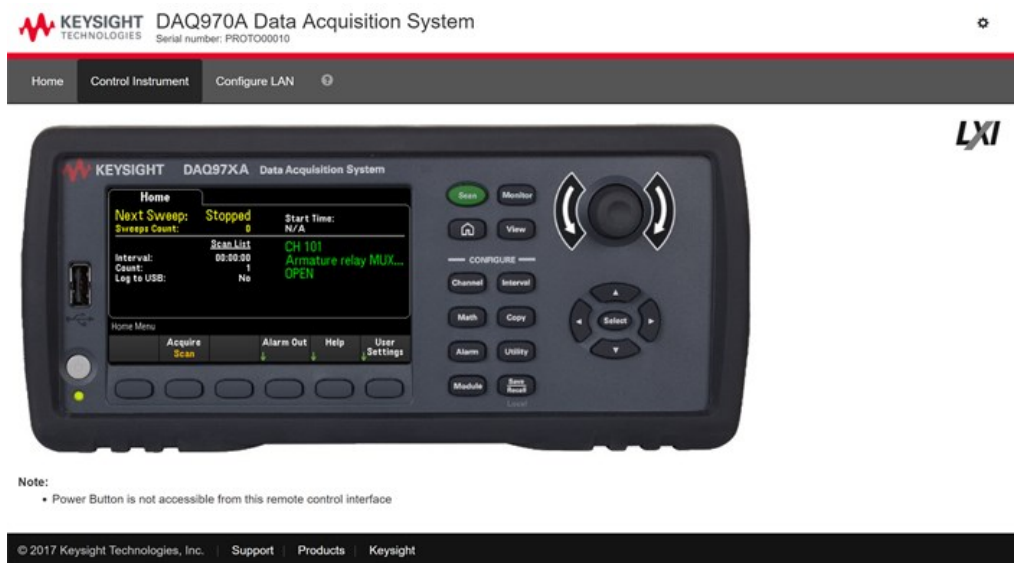 KEYSIGHT
TECHNOLOGIES
DAQ970A Data Acquisition System
Serial number: PROTO00010
Home Control Instrument Configure LAN ?
LXI
KEYSIGHT DAQ97XA Data Acquisition System
Home
Next Sweep: Stopped Start Time:
Sweeps Count: 0 N/A
Scan List CH 101
Interval: 00:00:00 Armature relay MUX...
Count: 1 OPEN
Log to USB: No
Home Menu
Acquire Alarm Out Help User
Scan Settings
Scan Monitor
View
CONFIGURE
Channel Interval
Math Copy
Select
Alarm Utility
Module Save
Recall
Local
Note:
• Power Button is not accessible from this remote control interface
© 2017 Keysight Technologies, Inc. | Support | Products | Keysight